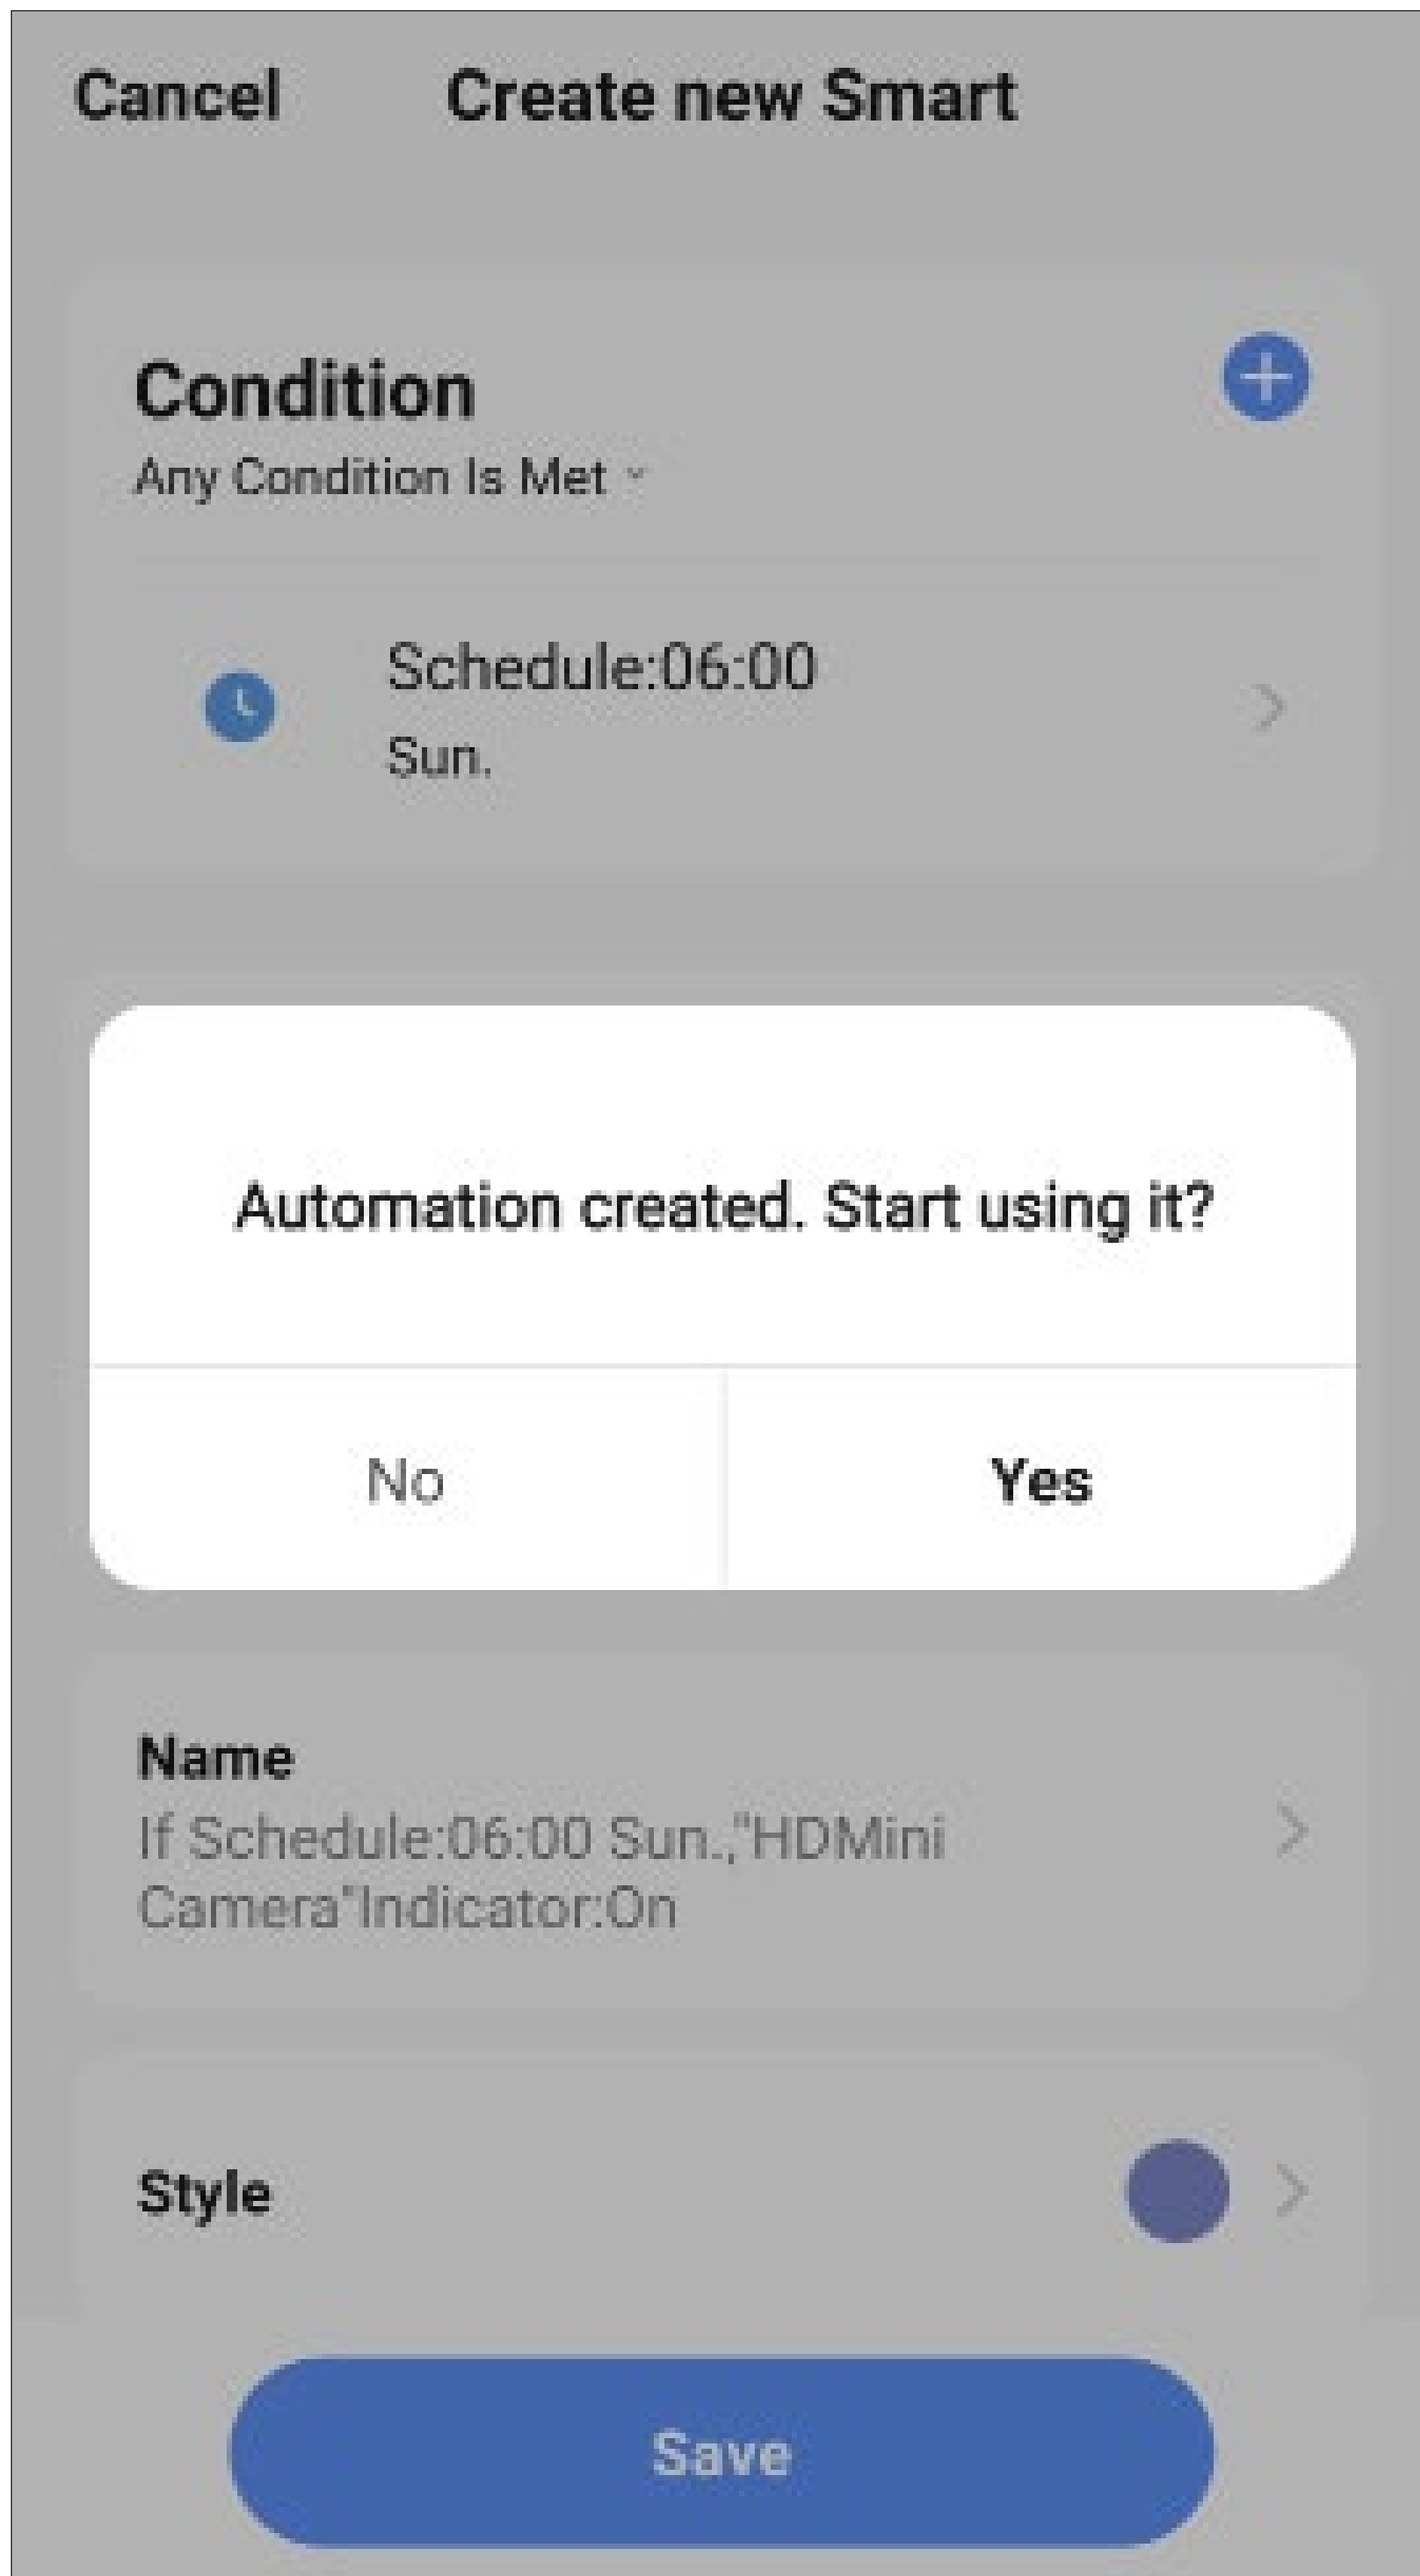 Cancel Create new Smart
Condition
Any Condition Is Met
Schedule:06:00
Sun.
Automation created. Start using it?
No Yes
Name
If Schedule:06:00 Sun.,"HDMini
Camera"Indicator:On
Style
Save